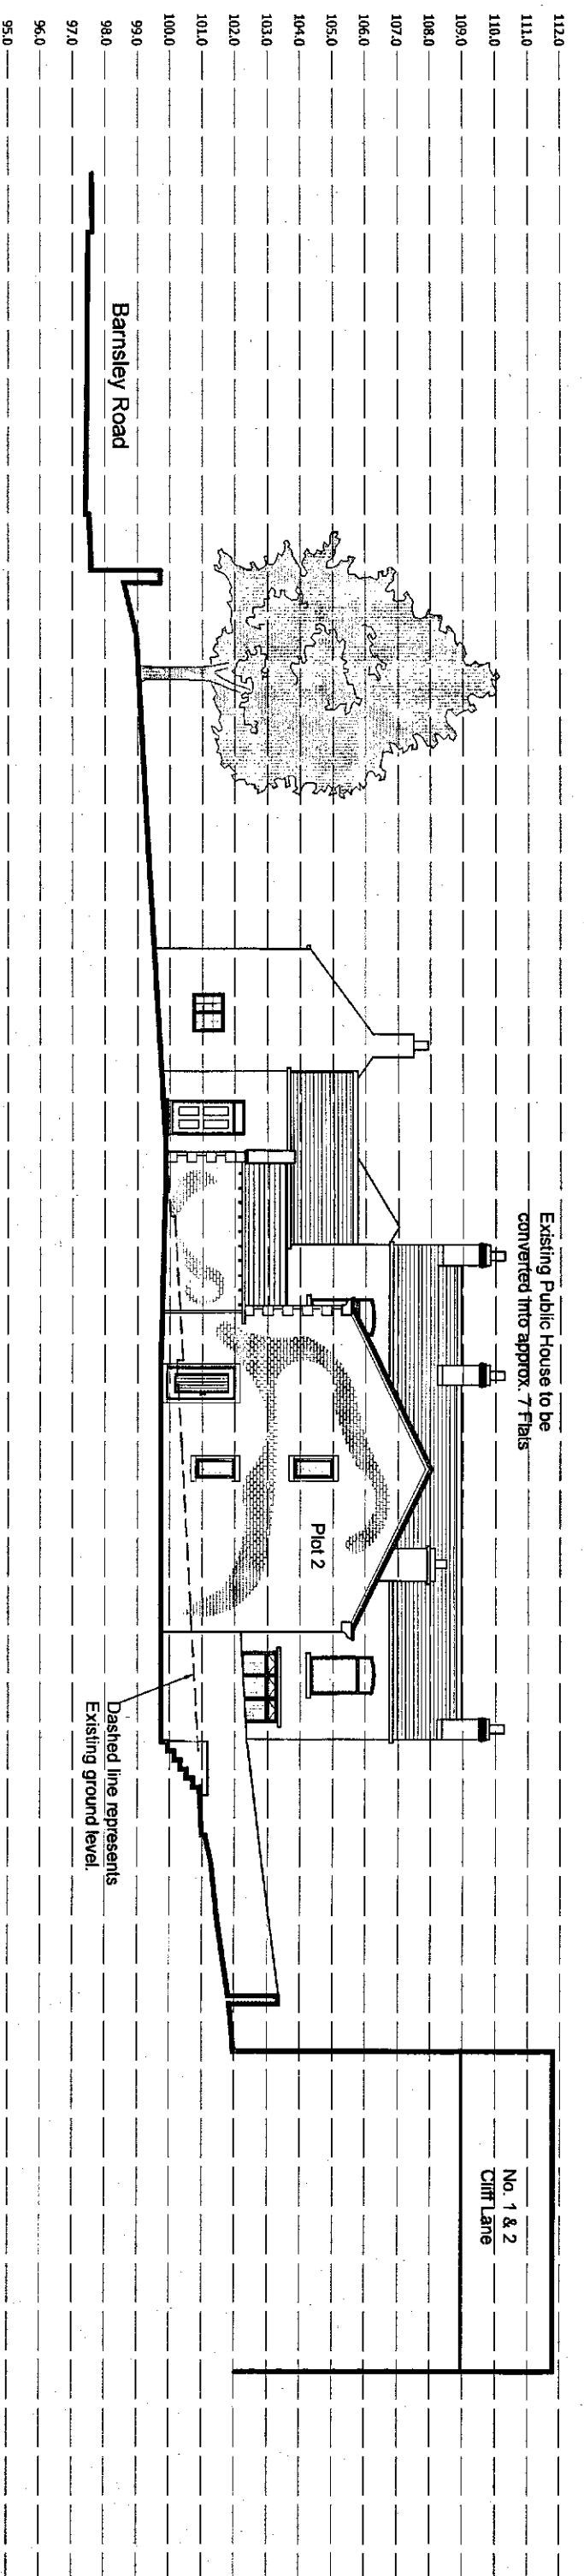 112.0
111.0
110.0
109.0
108.0
107.0
106.0
105.0
104.0
103.0
102.0
101.0
100.0
99.0
98.0
97.0
96.0
95.0
Barnsley Road
Existing Public House to be
converted into approx. 7 Flats
Plot 2
Dashed line represents
Existing ground level.
No. 1 & 2
Cliff Lane